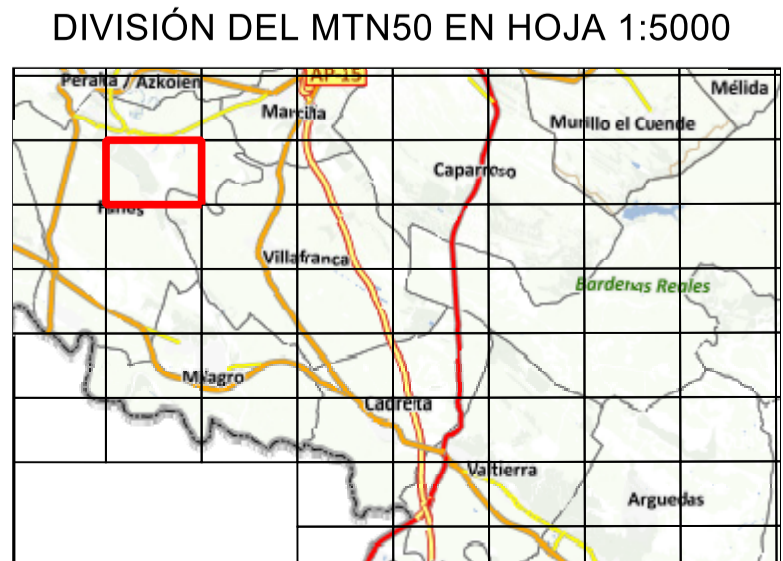 DIVISIÓN DEL MTN50 EN HOJA 1:5000
Peralta / Azkoien
AP-15
Mélida
Marcilla
Murillo el Cuende
Caparroso
Funes
Villafranca
Bardenas Reales
Milagro
Cadreita
Valtierra
Arguedas